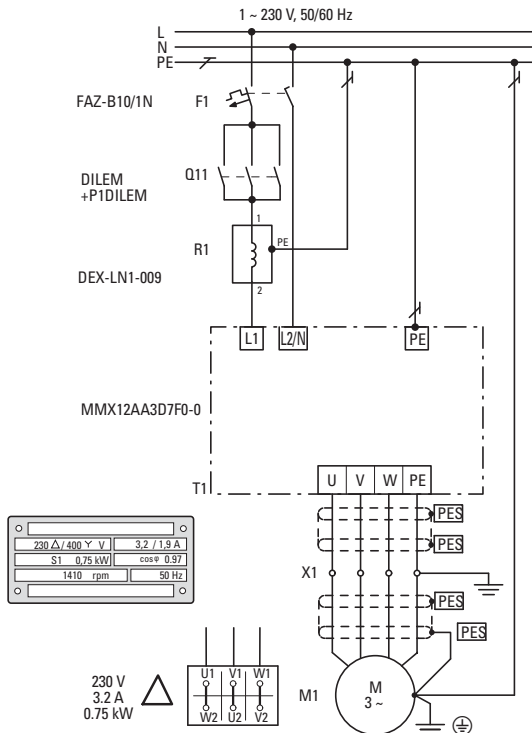 1 ~ 230 V, 50/60 Hz
L
N
PE
FAZ-B10/1N F1
DILEM
+P1DILEM
Q11
1
R1
PE
DEX-LN1-009
2
L1 L2/N PE
MMX12AA3D7F0-0
T1
U V W PE
PES
PES
230 △/ 400 Y V 3,2 / 1,9 A
S1 0,75 kW cosφ 0.97
1410 rpm 50 Hz
X1
PES
PES
230 V
3.2 A
0.75 kW
U1 V1 W1
W2 U2 V2
M1
M
3 ~